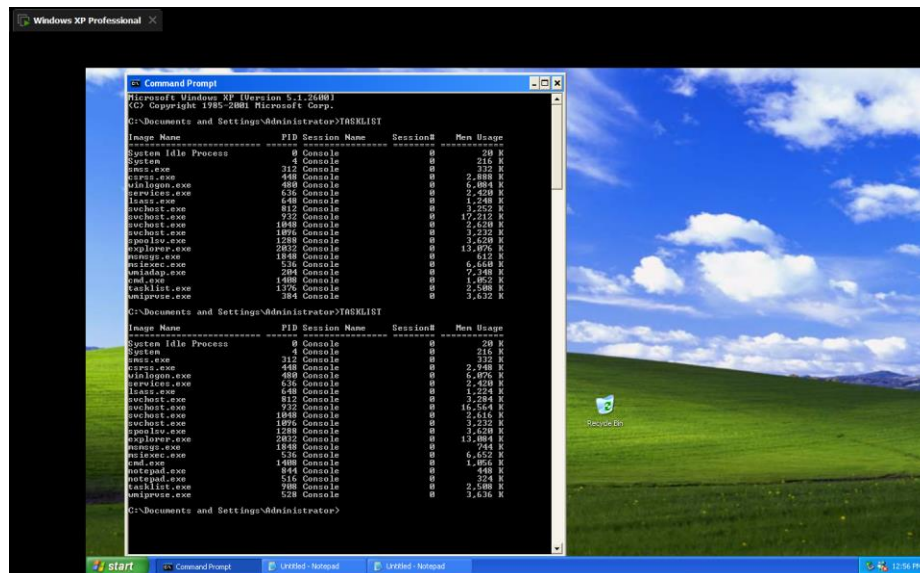 Windows XP Professional
Command Prompt
Microsoft Windows XP [Version 5.1.2600]
(C) Copyright 1985-2001 Microsoft Corp.
C:\Documents and Settings\Administrator>TASKLIST
Image Name PID Session Name Session# Mem Usage
========================= ====== ================ ======== ============
System Idle Process 0 Console 0 20 K
System 4 Console 0 216 K
smss.exe 312 Console 0 332 K
csrss.exe 448 Console 0 2,888 K
winlogon.exe 480 Console 0 6,084 K
services.exe 636 Console 0 2,420 K
lsass.exe 648 Console 0 1,248 K
svchost.exe 812 Console 0 3,252 K
svchost.exe 932 Console 0 17,212 K
svchost.exe 1048 Console 0 2,620 K
svchost.exe 1096 Console 0 3,232 K
spoolsv.exe 1288 Console 0 3,620 K
explorer.exe 2032 Console 0 13,076 K
msmsgs.exe 1848 Console 0 612 K
msiexec.exe 536 Console 0 6,660 K
wmiadap.exe 204 Console 0 7,348 K
cmd.exe 1408 Console 0 1,052 K
tasklist.exe 1376 Console 0 2,508 K
wmiprvse.exe 384 Console 0 3,632 K
C:\Documents and Settings\Administrator>TASKLIST
Image Name PID Session Name Session# Mem Usage
========================= ====== ================ ======== ============
System Idle Process 0 Console 0 20 K
System 4 Console 0 216 K
smss.exe 312 Console 0 332 K
csrss.exe 448 Console 0 2,948 K
winlogon.exe 480 Console 0 6,076 K
services.exe 636 Console 0 2,420 K
lsass.exe 648 Console 0 1,224 K
svchost.exe 812 Console 0 3,284 K
svchost.exe 932 Console 0 16,564 K
svchost.exe 1048 Console 0 2,616 K
svchost.exe 1096 Console 0 3,232 K
spoolsv.exe 1288 Console 0 3,620 K
explorer.exe 2032 Console 0 13,084 K
msmsgs.exe 1848 Console 0 744 K
msiexec.exe 536 Console 0 6,652 K
cmd.exe 1408 Console 0 1,056 K
notepad.exe 844 Console 0 448 K
notepad.exe 516 Console 0 324 K
tasklist.exe 908 Console 0 2,508 K
wmiprvse.exe 528 Console 0 3,636 K
C:\Documents and Settings\Administrator>
Recycle Bin
start Command Prompt Untitled - Notepad Untitled - Notepad 12:56 PM